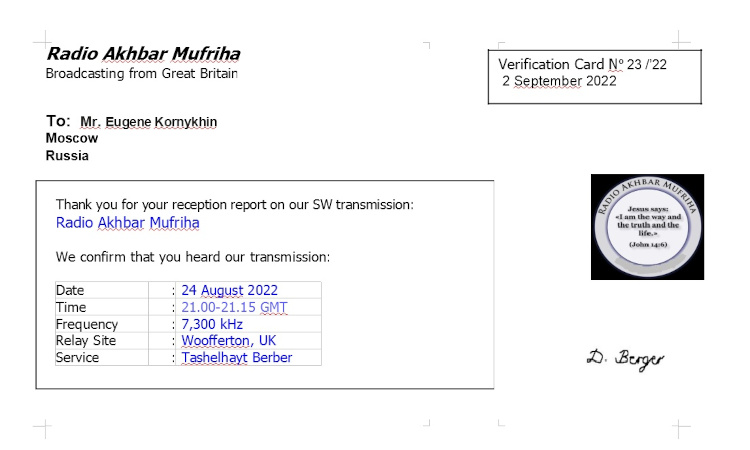 Radio Akhbar Mufriha
Broadcasting from Great Britain
Verification Card Nº 23 /'22
2 September 2022
To: Mr. Eugene Kornykhin
Moscow
Russia
Thank you for your reception report on our SW transmission:
Radio Akhbar Mufriha
We confirm that you heard our transmission:
Date : 24 August 2022
Time : 21.00-21.15 GMT
Frequency : 7,300 kHz
Relay Site : Woofferton, UK
Service : Tashelhayt Berber
RADIO AKHBAR MUFRIHA
Jesus says:
«I am the way and
the truth and the
life.»
(John 14:6)
D. Berger